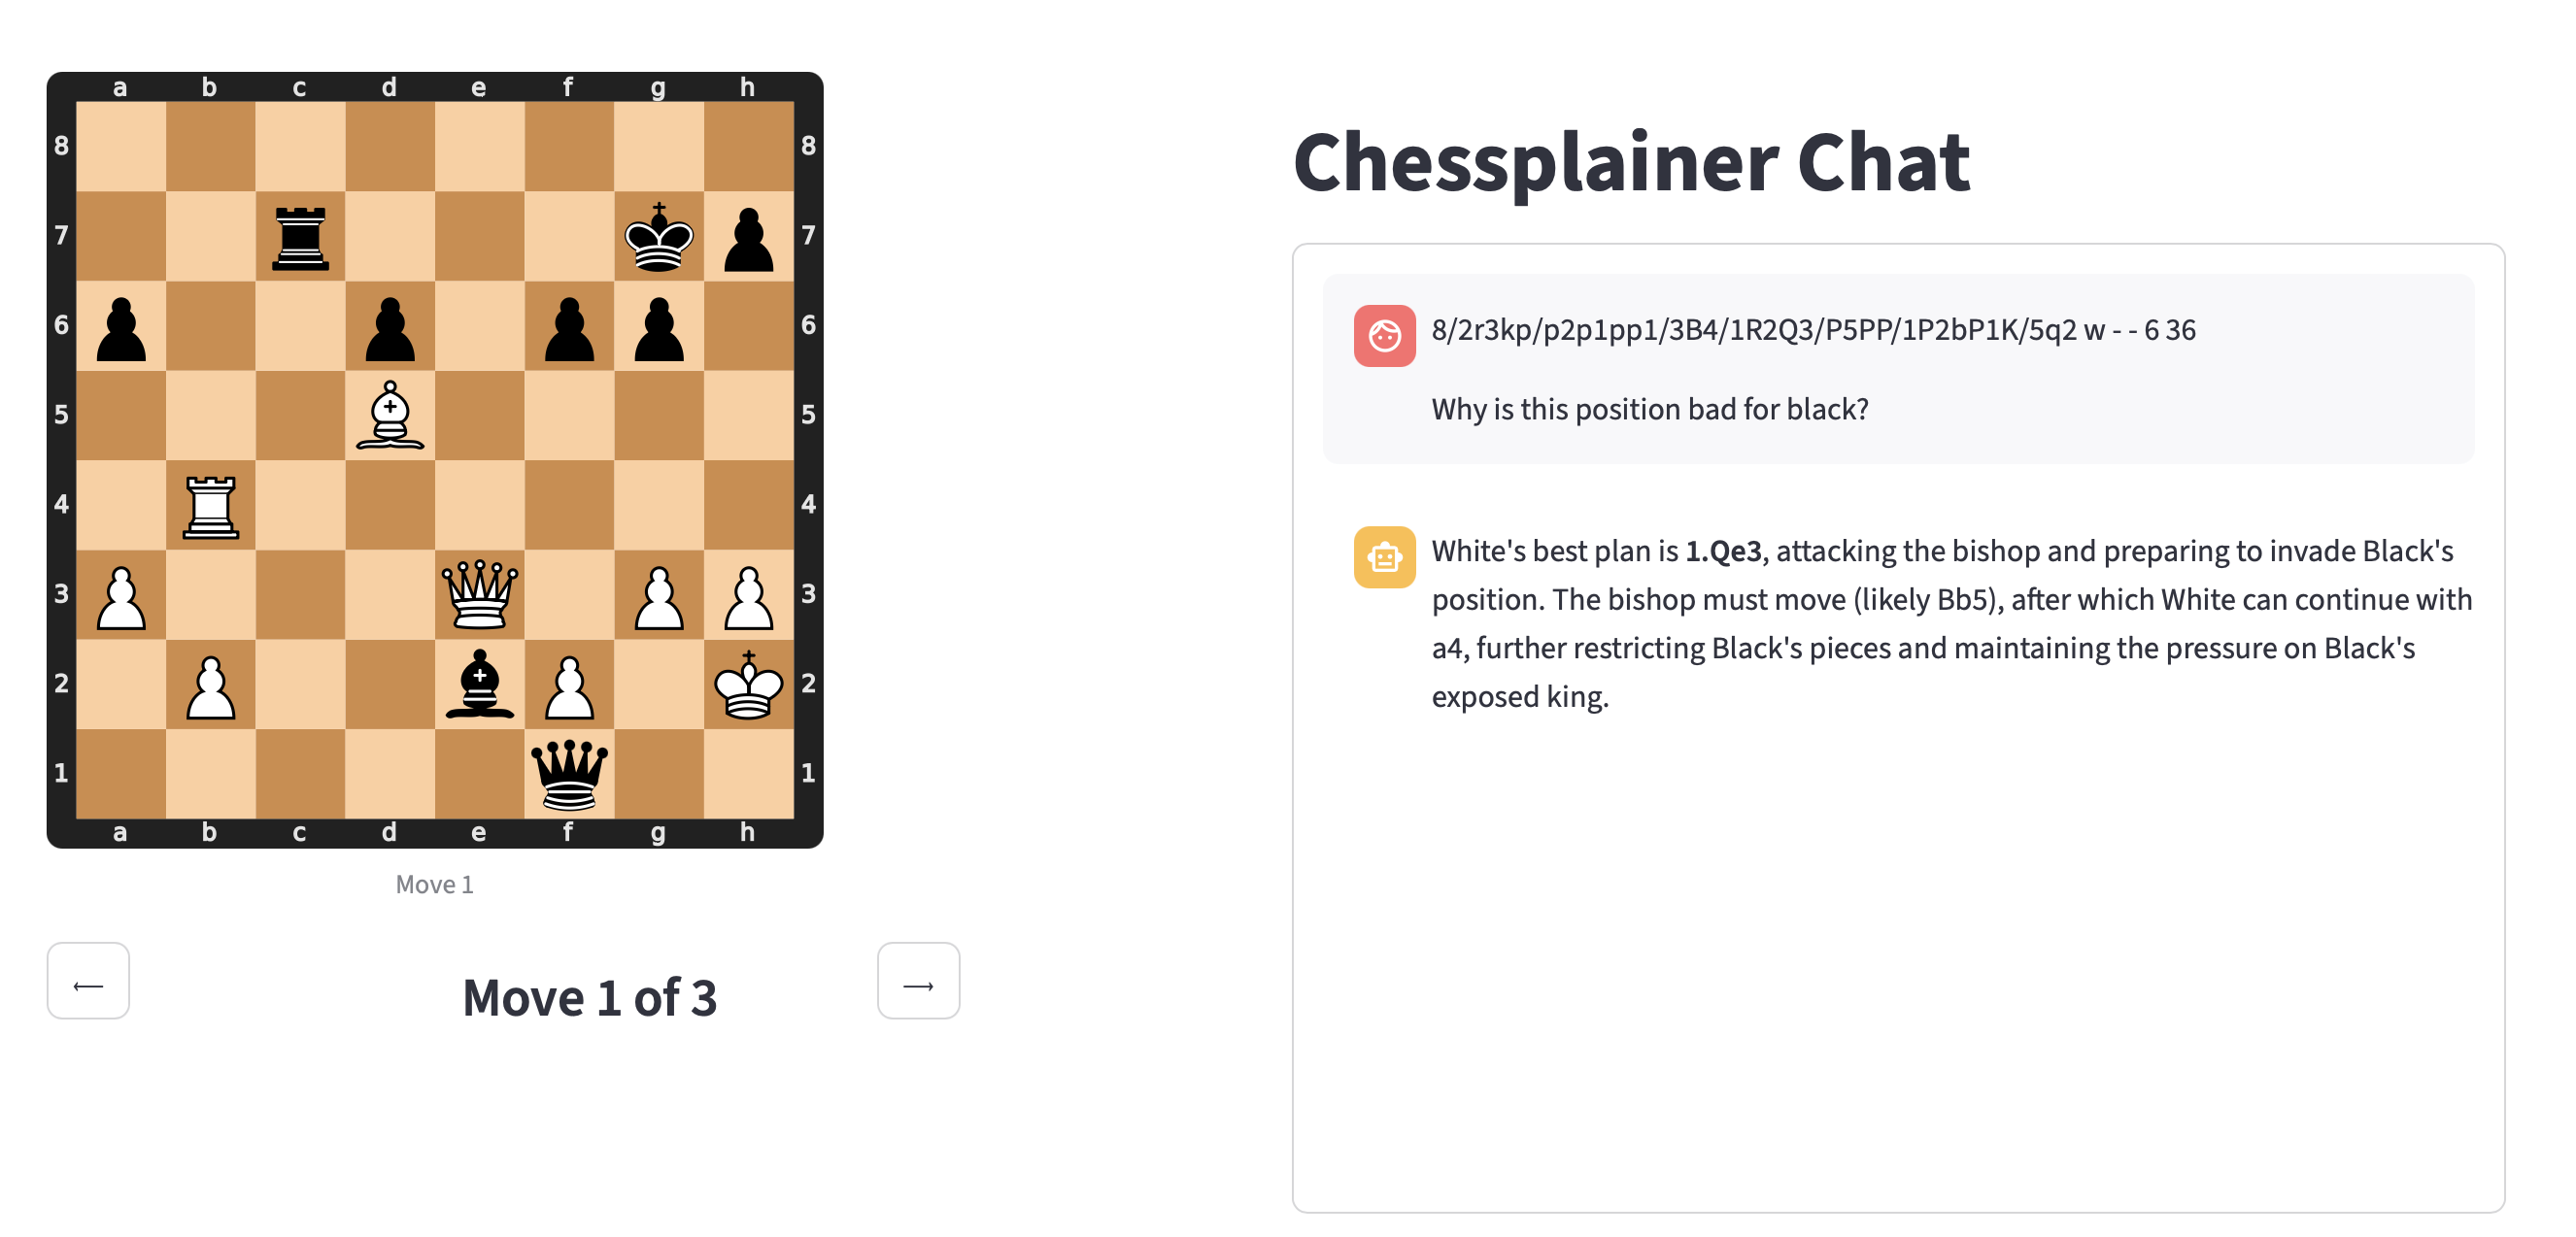 a b c d e f g h
8 8
7 7
6 6
5 5
4 4
3 3
2 2
1 1
a b c d e f g h
Move 1
← Move 1 of 3 →
Chessplainer Chat
8/2r3kp/p2p1pp1/3B4/1R2Q3/P5PP/1P2bP1K/5q2 w - - 6 36
Why is this position bad for black?
White's best plan is 1.Qe3, attacking the bishop and preparing to invade Black's
position. The bishop must move (likely Bb5), after which White can continue with
a4, further restricting Black's pieces and maintaining the pressure on Black's
exposed king.